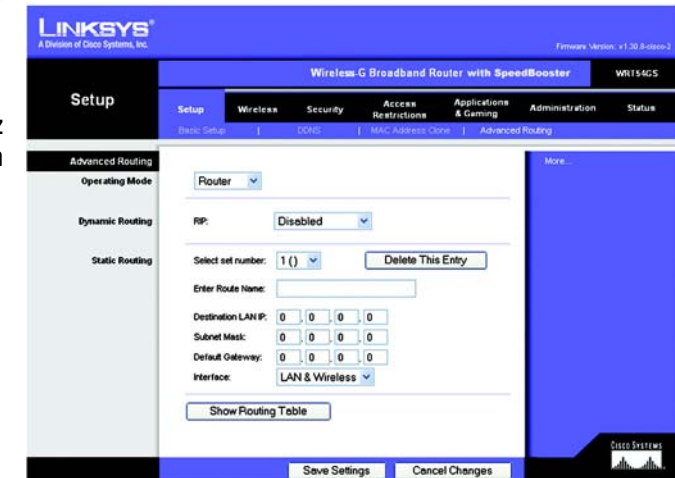 LINKSYS®
A Division of Cisco Systems, Inc.
Firmware Version: v1.30.8-cisco-2
Wireless-G Broadband Router with SpeedBooster WRT54GS
Setup
Setup Wireless Security Access Restrictions Applications & Gaming Administration Status
Basic Setup | DDNS | MAC Address Clone | Advanced Routing
z
Advanced Routing
More...
Operating Mode Router
Dynamic Routing RIP: Disabled
Static Routing Select set number: 1 () Delete This Entry
Enter Route Name:
Destination LAN IP: 0 . 0 . 0 . 0
Subnet Mask: 0 . 0 . 0 . 0
Default Gateway: 0 . 0 . 0 . 0
Interface: LAN & Wireless
Show Routing Table
CISCO SYSTEMS
Save Settings Cancel Changes